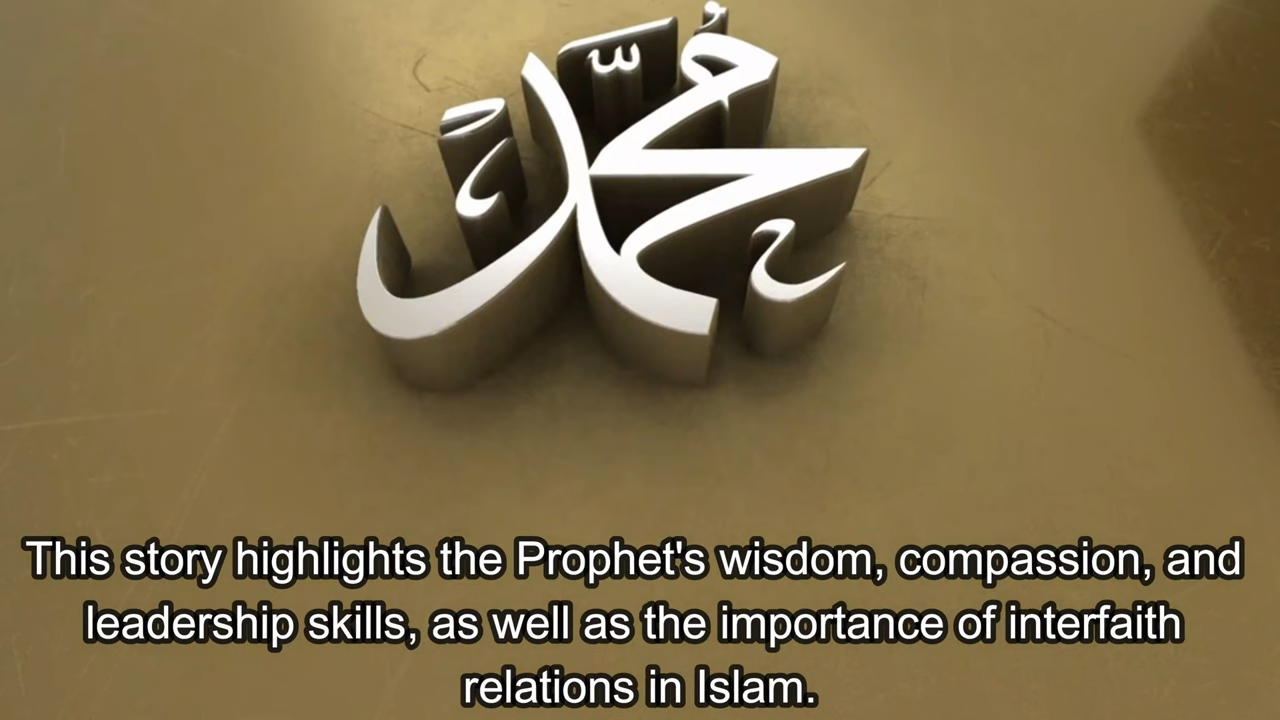 مُحَمَّد
This story highlights the Prophet's wisdom, compassion, and
leadership skills, as well as the importance of interfaith
relations in Islam.